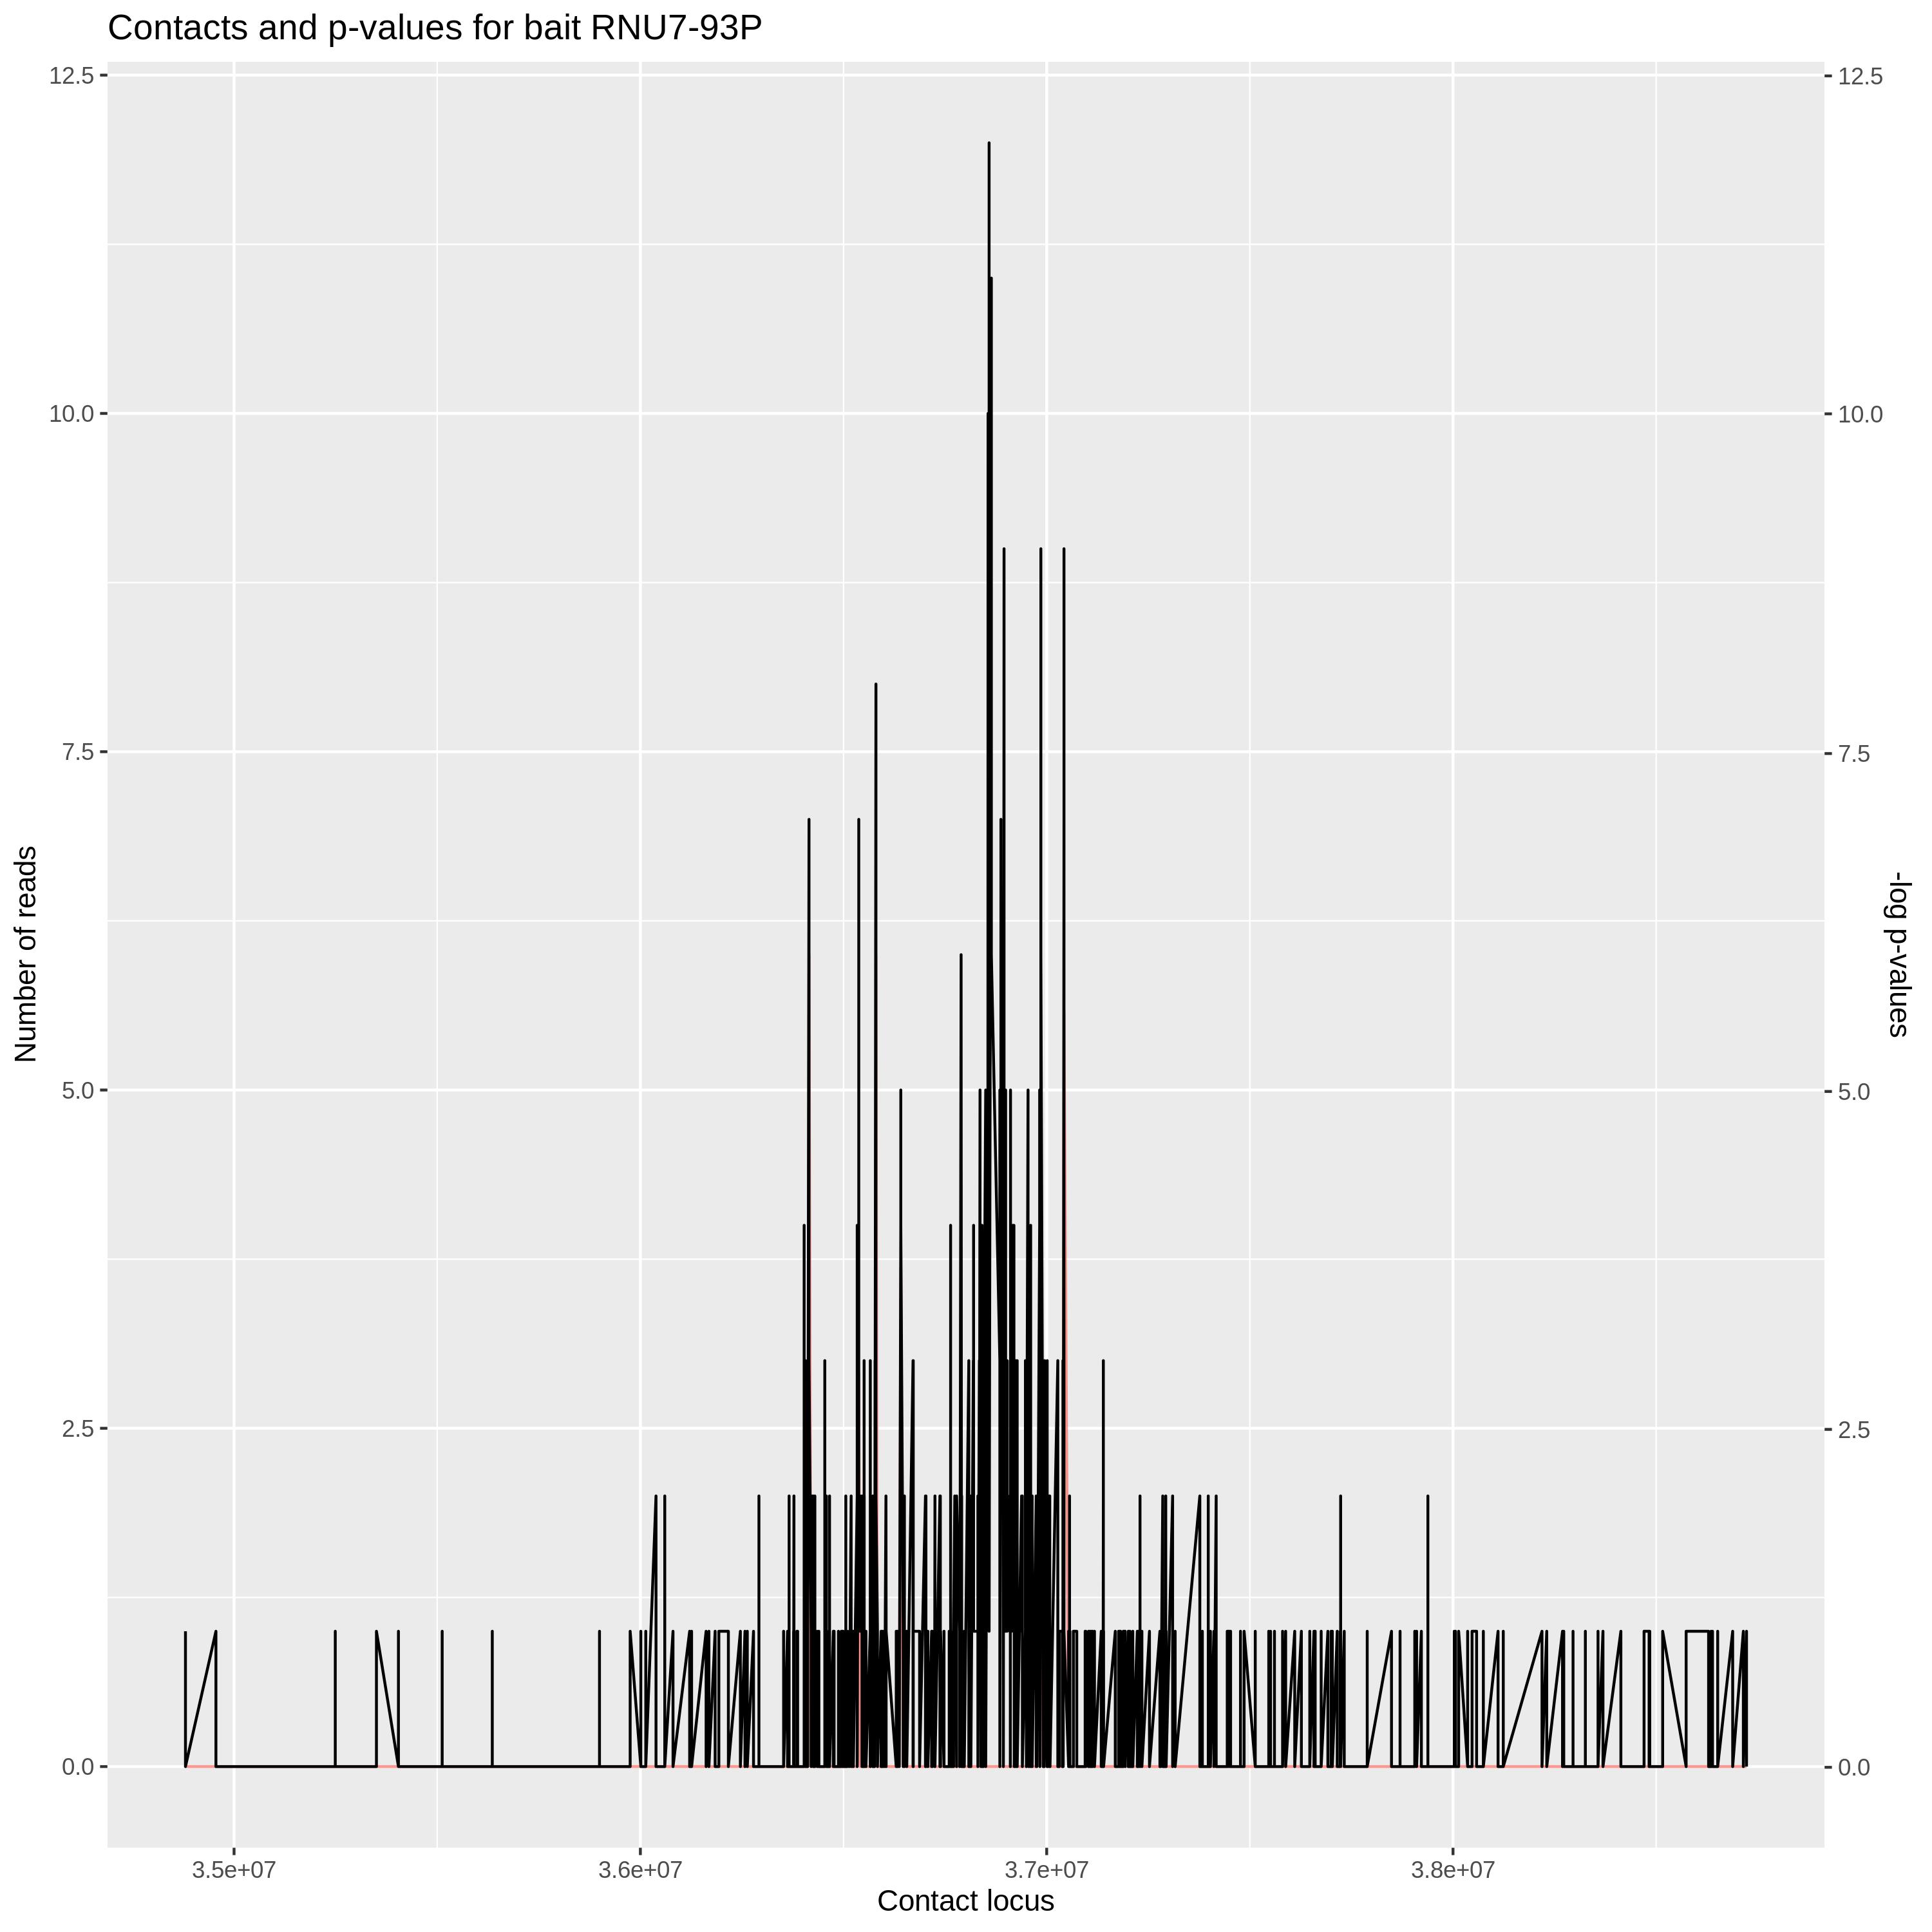 Contacts and p-values for bait RNU7-93P
12.5
10.0
7.5
5.0
2.5
0.0
Number of reads
12.5
10.0
7.5
5.0
2.5
0.0
-log p-values
3.5e+07 3.6e+07 3.7e+07 3.8e+07
Contact locus